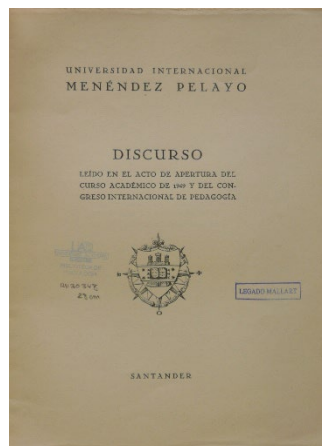 UNIVERSIDAD INTERNACIONAL
MENÉNDEZ PELAYO
DISCURSO
LEÍDO EN EL ACTO DE APERTURA DEL
CURSO ACADÉMICO DE 1949 Y DEL CON-
GRESO INTERNACIONAL DE PEDAGOGÍA
LEGADO MALLART
SANTANDER